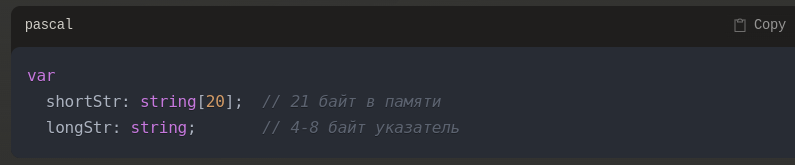 pascal
Copy
var
shortStr: string[20]; // 21 байт в памяти
longStr: string; // 4-8 байт указатель